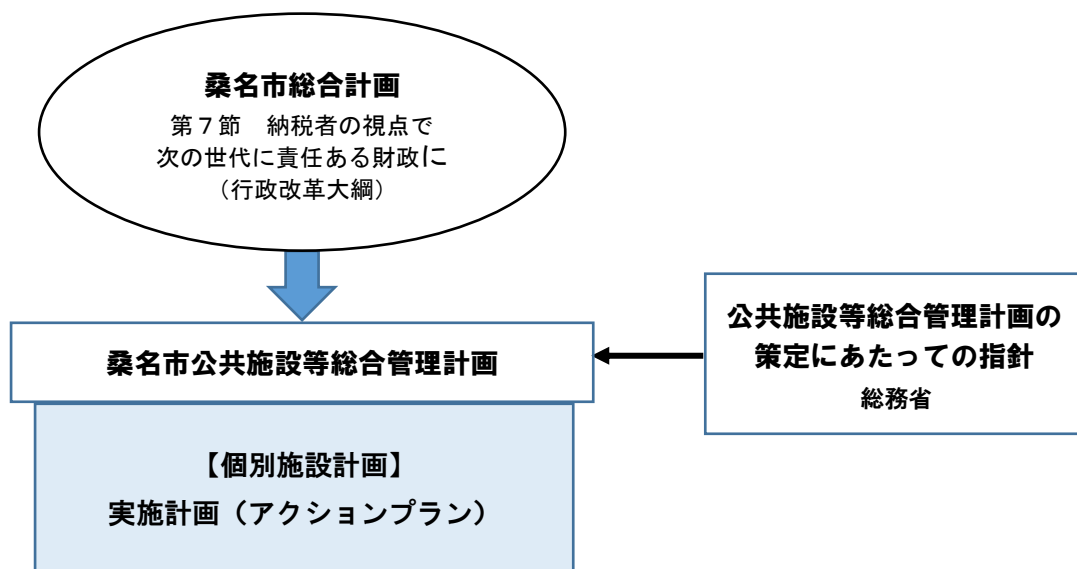 桑名市総合計画
第７節　納税者の視点で
次の世代に責任ある財政に
（行政改革大綱）
桑名市公共施設等総合管理計画
公共施設等総合管理計画の
策定にあたっての指針
総務省
【個別施設計画】
実施計画（アクションプラン）